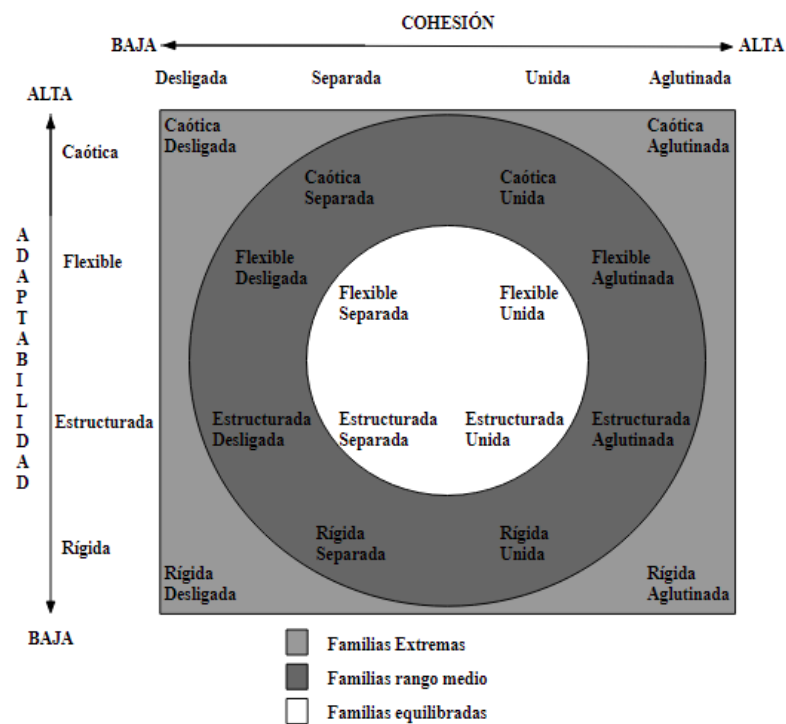 COHESIÓN
BAJA ALTA
Desligada Separada Unida Aglutinada
ALTA
Caótica
Flexible
Estructurada
Rígida
BAJA
ADAPTABILIDAD
Caótica
Desligada
Caótica
Aglutinada
Caótica
Separada
Caótica
Unida
Flexible
Desligada
Flexible
Aglutinada
Flexible
Separada
Flexible
Unida
Estructurada
Desligada
Estructurada
Separada
Estructurada
Unida
Estructurada
Aglutinada
Rígida
Separada
Rígida
Unida
Rígida
Desligada
Rígida
Aglutinada
Familias Extremas
Familias rango medio
Familias equilibradas